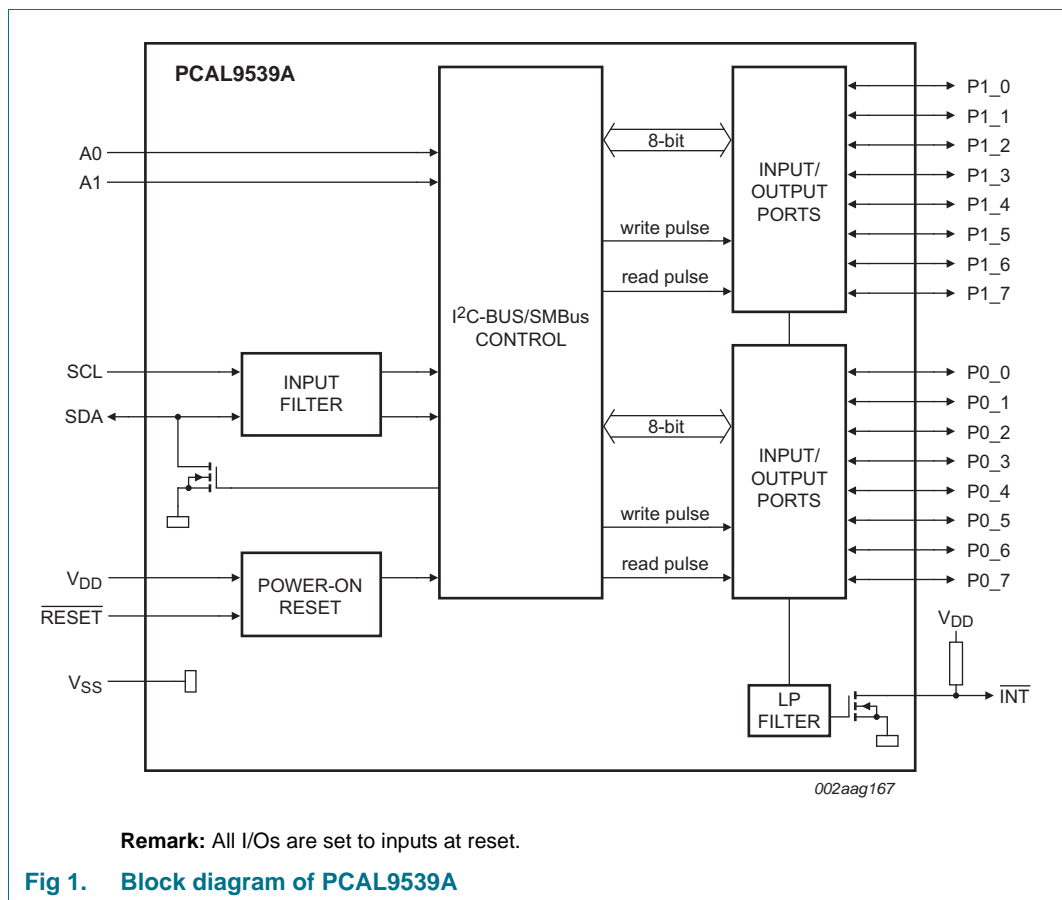 PCAL9539A
A0
A1
SCL
SDA
VDD
RESET
VSS
INPUT
FILTER
POWER-ON
RESET
I2C-BUS/SMBus
CONTROL
8-bit
write pulse
read pulse
8-bit
write pulse
read pulse
INPUT/
OUTPUT
PORTS
INPUT/
OUTPUT
PORTS
LP
FILTER
P1_0
P1_1
P1_2
P1_3
P1_4
P1_5
P1_6
P1_7
P0_0
P0_1
P0_2
P0_3
P0_4
P0_5
P0_6
P0_7
VDD
INT
002aag167
Remark: All I/Os are set to inputs at reset.
Fig 1. Block diagram of PCAL9539A